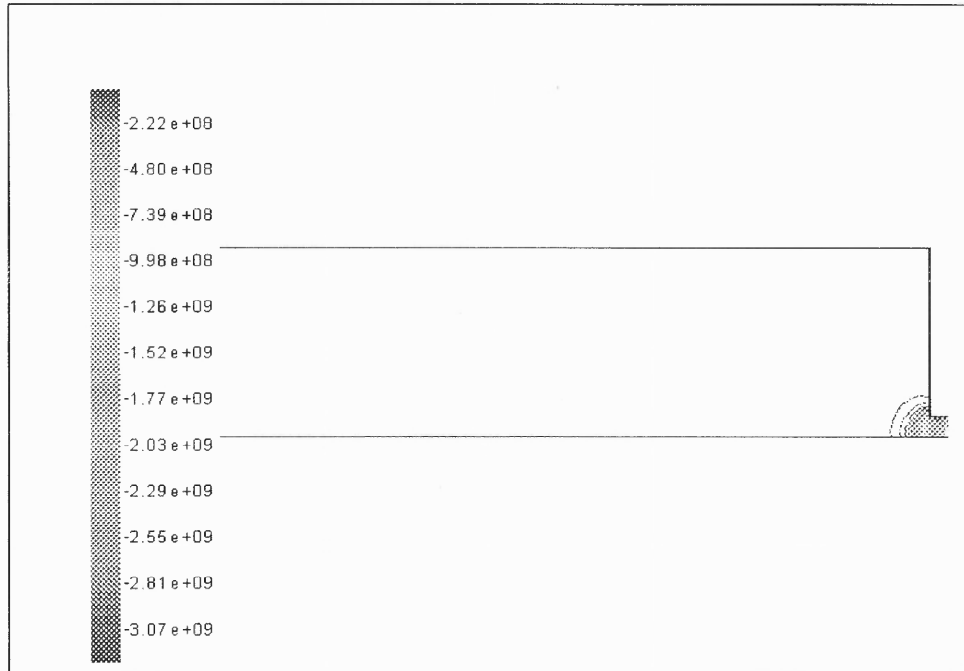 -2.22 e +08
-4.80 e +08
-7.39 e +08
-9.98 e +08
-1.26 e +09
-1.52 e +09
-1.77 e +09
-2.03 e +09
-2.29 e +09
-2.55 e +09
-2.81 e +09
-3.07 e +09